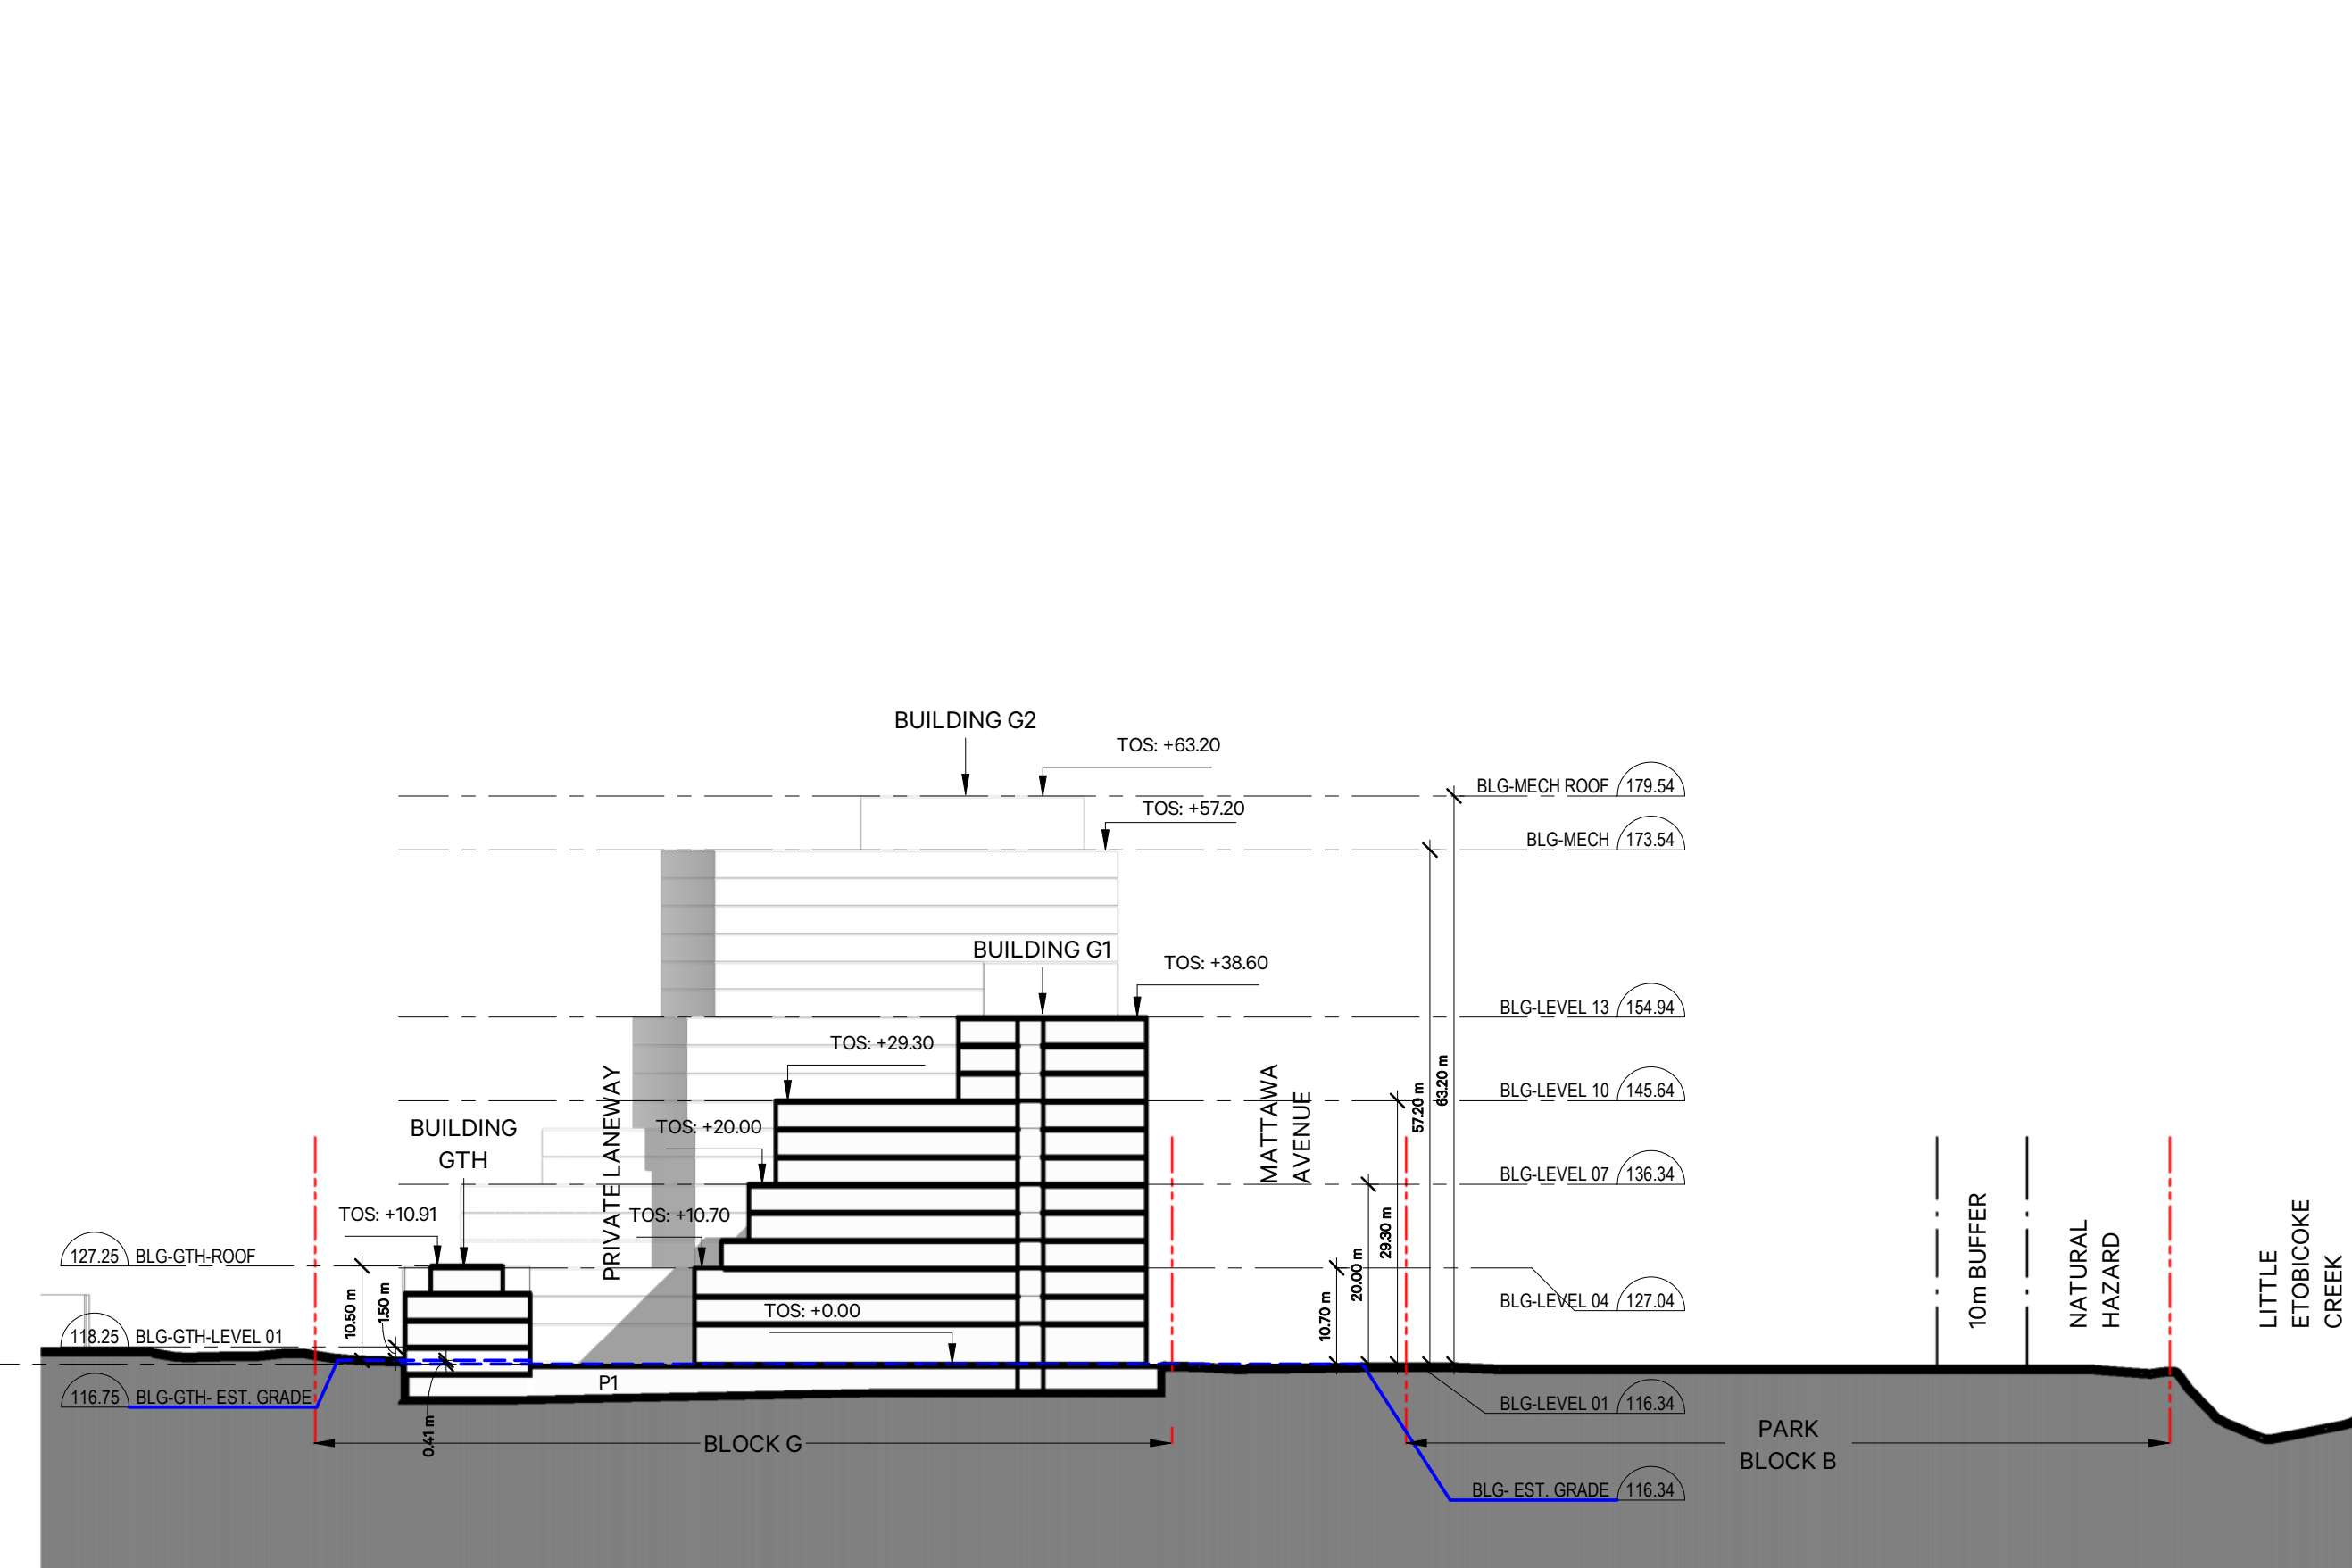 BUILDING G2
TOS: +63.20
BLG-MECH ROOF 179.54
TOS: +57.20
BLG-MECH 173.54
BUILDING G1
TOS: +38.60
BLG-LEVEL 13 154.94
TOS: +29.30
BLG-LEVEL 10 145.64
57.20 m
63.20 m
MATTAWA
AVENUE
PRIVATE LANEWAY
BUILDING
GTH
TOS: +20.00
BLG-LEVEL 07 136.34
TOS: +10.91
TOS: +10.70
29.30 m
20.00 m
10.70 m
10m BUFFER
NATURAL
HAZARD
LITTLE
ETOBICOKE
CREEK
127.25 BLG-GTH-ROOF
10.50 m
1.50 m
TOS: +0.00
BLG-LEVEL 04 127.04
118.25 BLG-GTH-LEVEL 01
P1
116.75 BLG-GTH- EST. GRADE
BLG-LEVEL 01 116.34
0.41 m
BLOCK G
PARK
BLOCK B
BLG- EST. GRADE 116.34